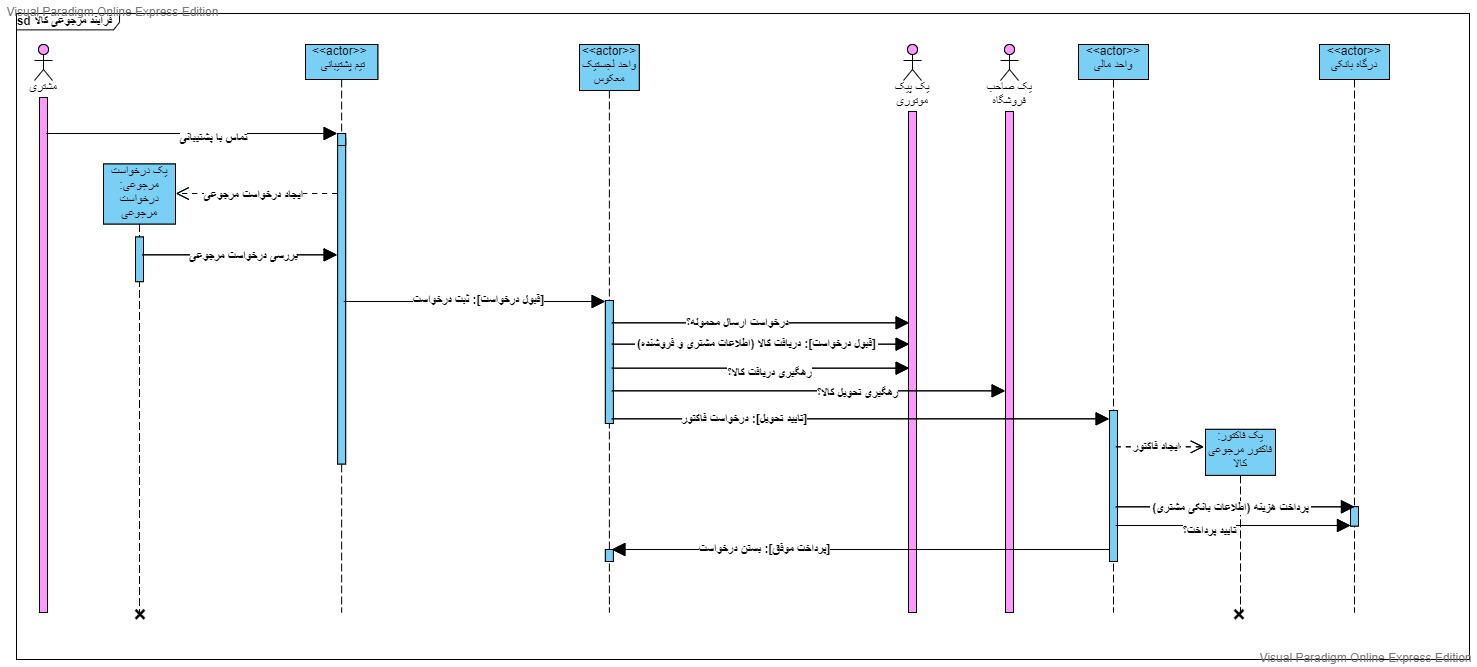 Visual Paradigm Online Express Edition
sd فرایند مرجوعی کالا
مشتری
<<actor>>
تیم پشتیبانی
<<actor>>
واحد لجستیک
معکوس
یک پیک
موتوری
یک صاحب
فروشگاه
<<actor>>
واحد مالی
<<actor>>
درگاه بانکی
تماس با پشتیبانی
یک درخواست
مرجوعی:
درخواست
مرجوعی
ایجاد درخواست مرجوعی
بررسی درخواست مرجوعی
[قبول درخواست]: ثبت درخواست
درخواست ارسال محموله؟
[قبول درخواست]: دریافت کالا (اطلاعات مشتری و فروشنده)
رهگیری دریافت کالا؟
رهگیری تحویل کالا؟
[تایید تحویل]: درخواست فاکتور
ایجاد فاکتور
یک فاکتور:
فاکتور مرجوعی
کالا
پرداخت هزینه (اطلاعات بانکی مشتری)
تایید پرداخت؟
[پرداخت موفق]: بستن درخواست
Visual Paradigm Online Express Edition